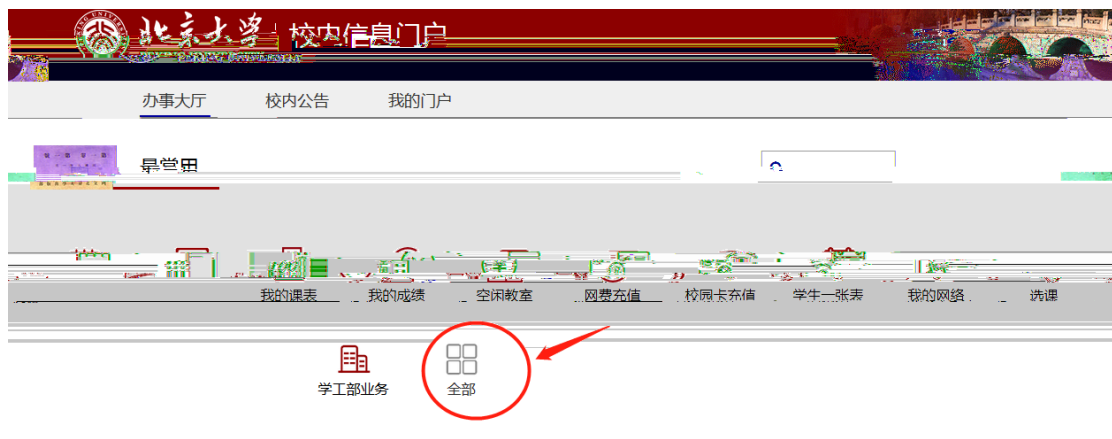 北京大学 校内信息门户
办事大厅 校内公告 我的门户
最常用
我的课表 我的成绩 空闲教室 网费充值 校园卡充值 学生一张表 我的网络 选课
学工部业务 全部